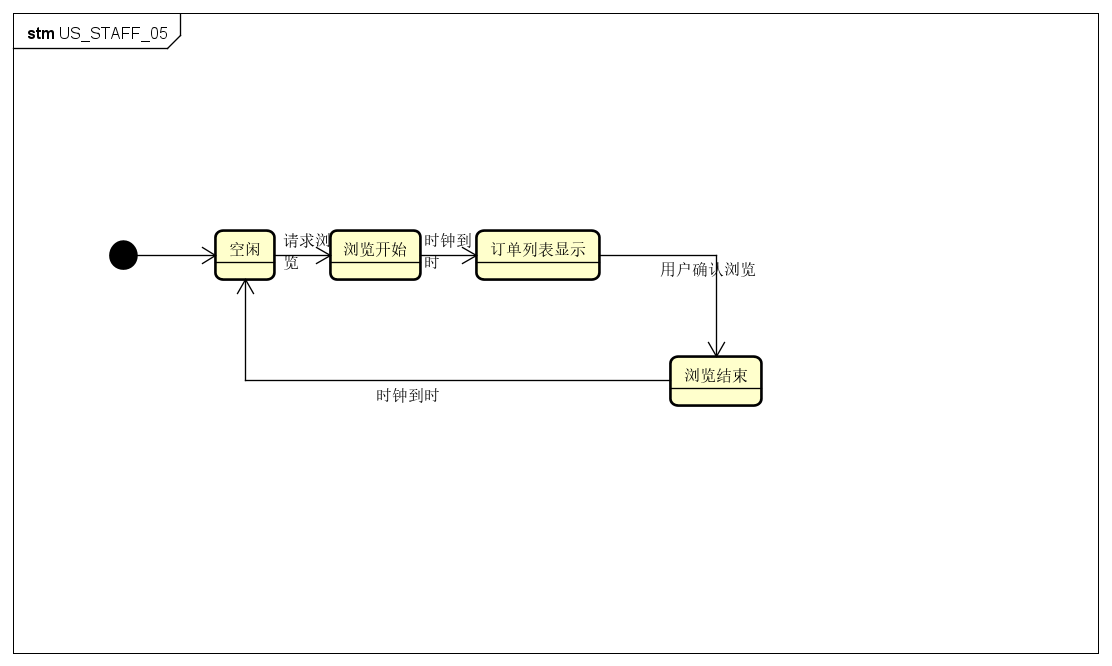 stm US_STAFF_05
空闲
请求浏
览
浏览开始
时钟到
时
订单列表显示
用户确认浏览
浏览结束
时钟到时